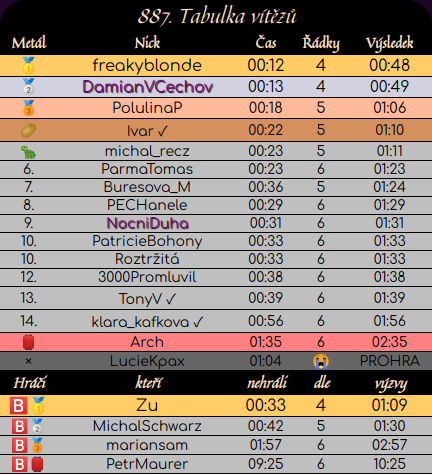 887. Tabulka vítězů
Metál Nick Čas Řádky Výsledek
🥇 freakyblonde 00:12 4 00:48
🥈 DamianVCechov 00:13 4 00:49
🥉 PolulinaP 00:18 5 01:06
🥔 Ivar ✓ 00:22 5 01:10
🐢 michal_recz 00:23 5 01:11
6. ParmaTomas 00:23 6 01:23
7. Buresova_M 00:36 5 01:24
8. PECHanele 00:29 6 01:29
9. NocniDuha 00:31 6 01:31
10. PatricieBohony 00:33 6 01:33
10. Roztržitá 00:33 6 01:33
12. 3000Promluvil 00:38 6 01:38
13. TonyV ✓ 00:39 6 01:39
14. klara_kafkova ✓ 00:56 6 01:56
Arch 01:35 6 02:35
× LucieKpax 01:04 😭 PROHRA
Hráči kteří nehráli dle výzvy
B 🥇 Zu 00:33 4 01:09
B 🥈 MichalSchwarz 00:42 5 01:30
B 🥉 mariansam 01:57 6 02:57
B PetrMaurer 09:25 6 10:25